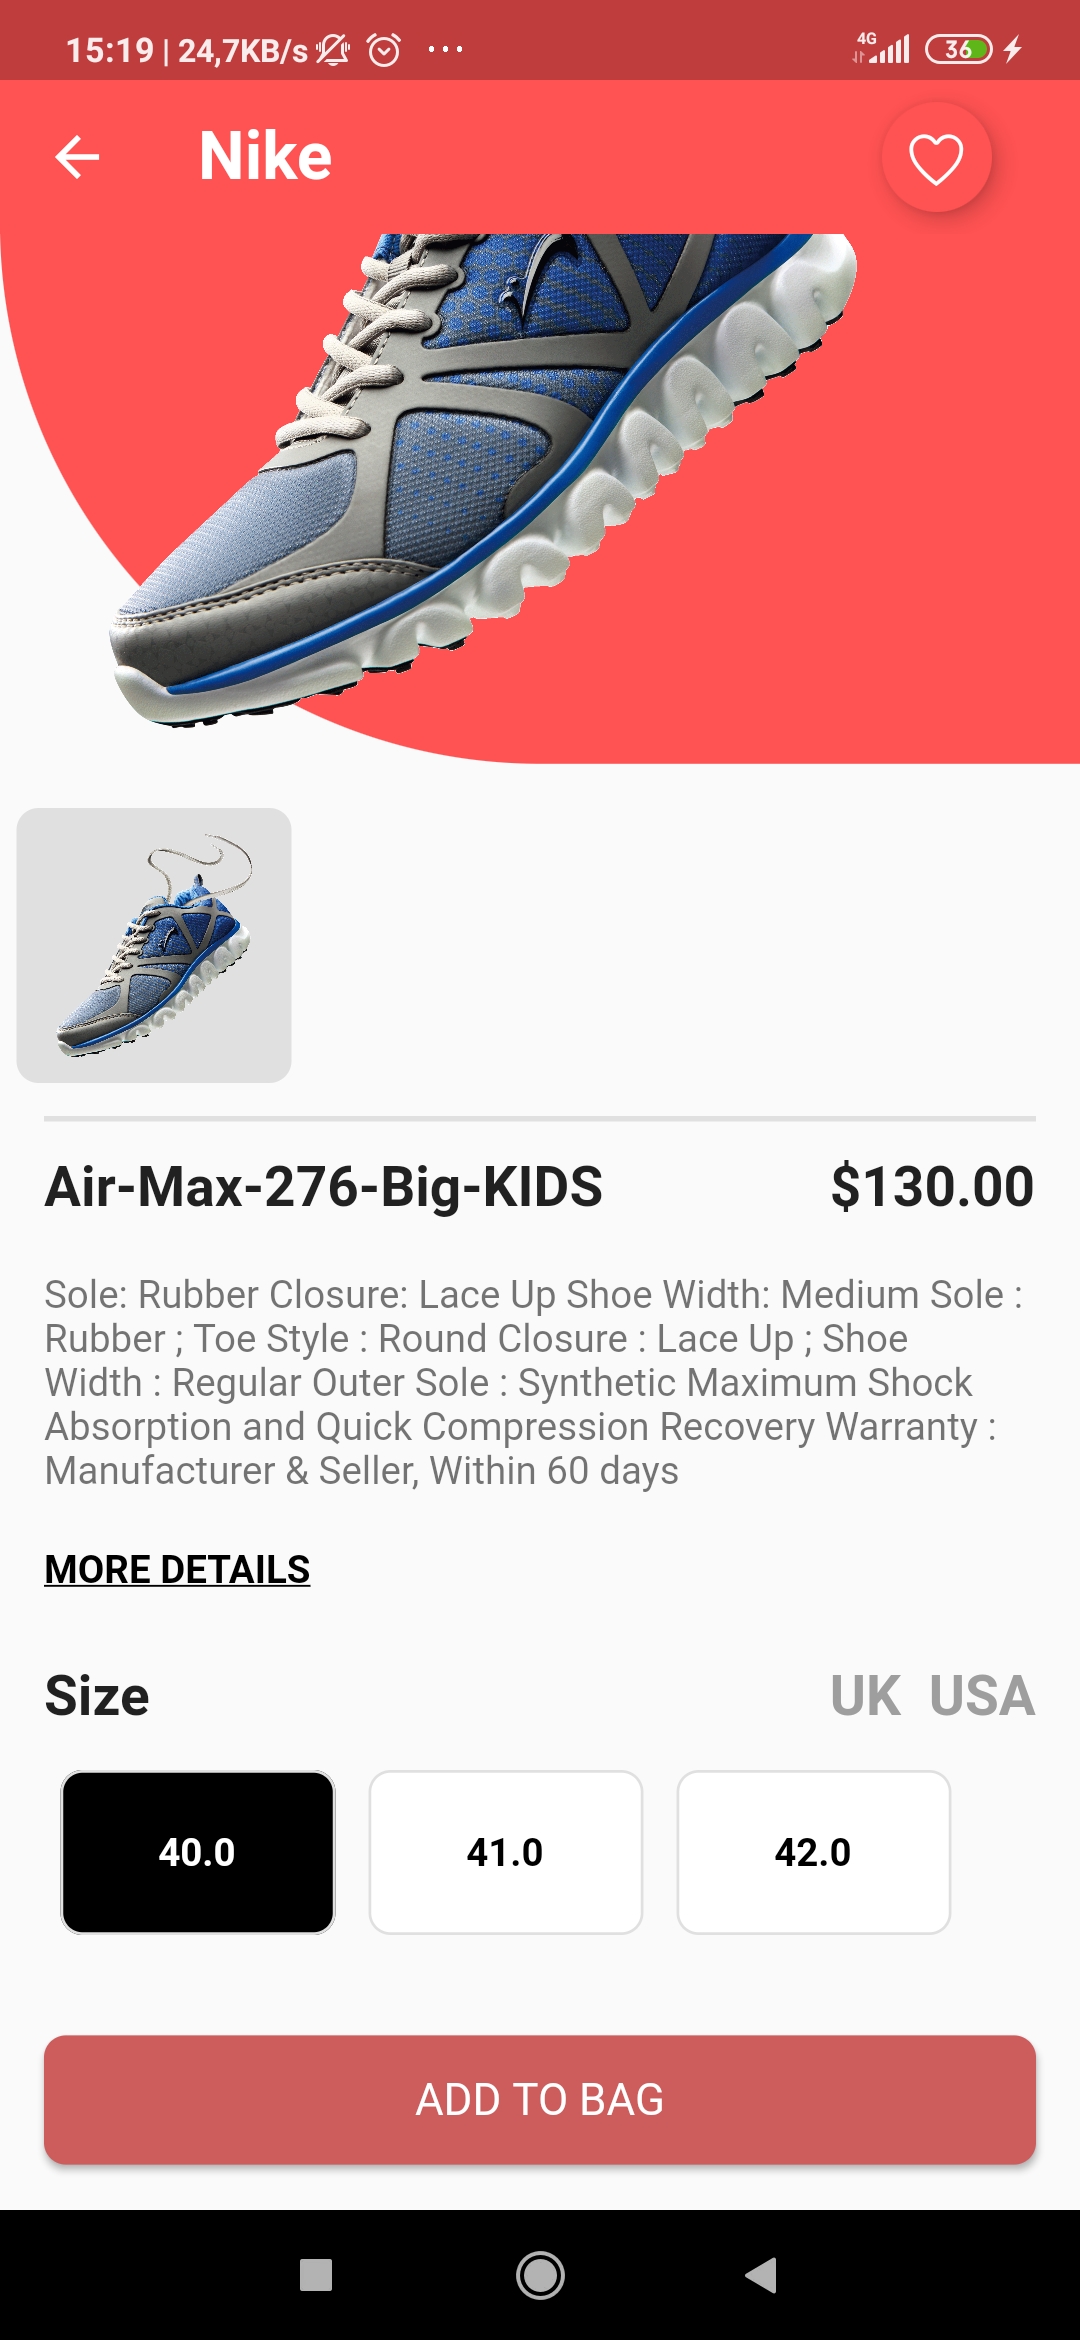 15:19 | 24,7KB/s
4G
36
Nike
Air-Max-276-Big-KIDS
$130.00
Sole: Rubber Closure: Lace Up Shoe Width: Medium Sole :
Rubber ; Toe Style : Round Closure : Lace Up ; Shoe
Width : Regular Outer Sole : Synthetic Maximum Shock
Absorption and Quick Compression Recovery Warranty :
Manufacturer & Seller, Within 60 days
MORE DETAILS
Size
UK USA
40.0
41.0
42.0
ADD TO BAG